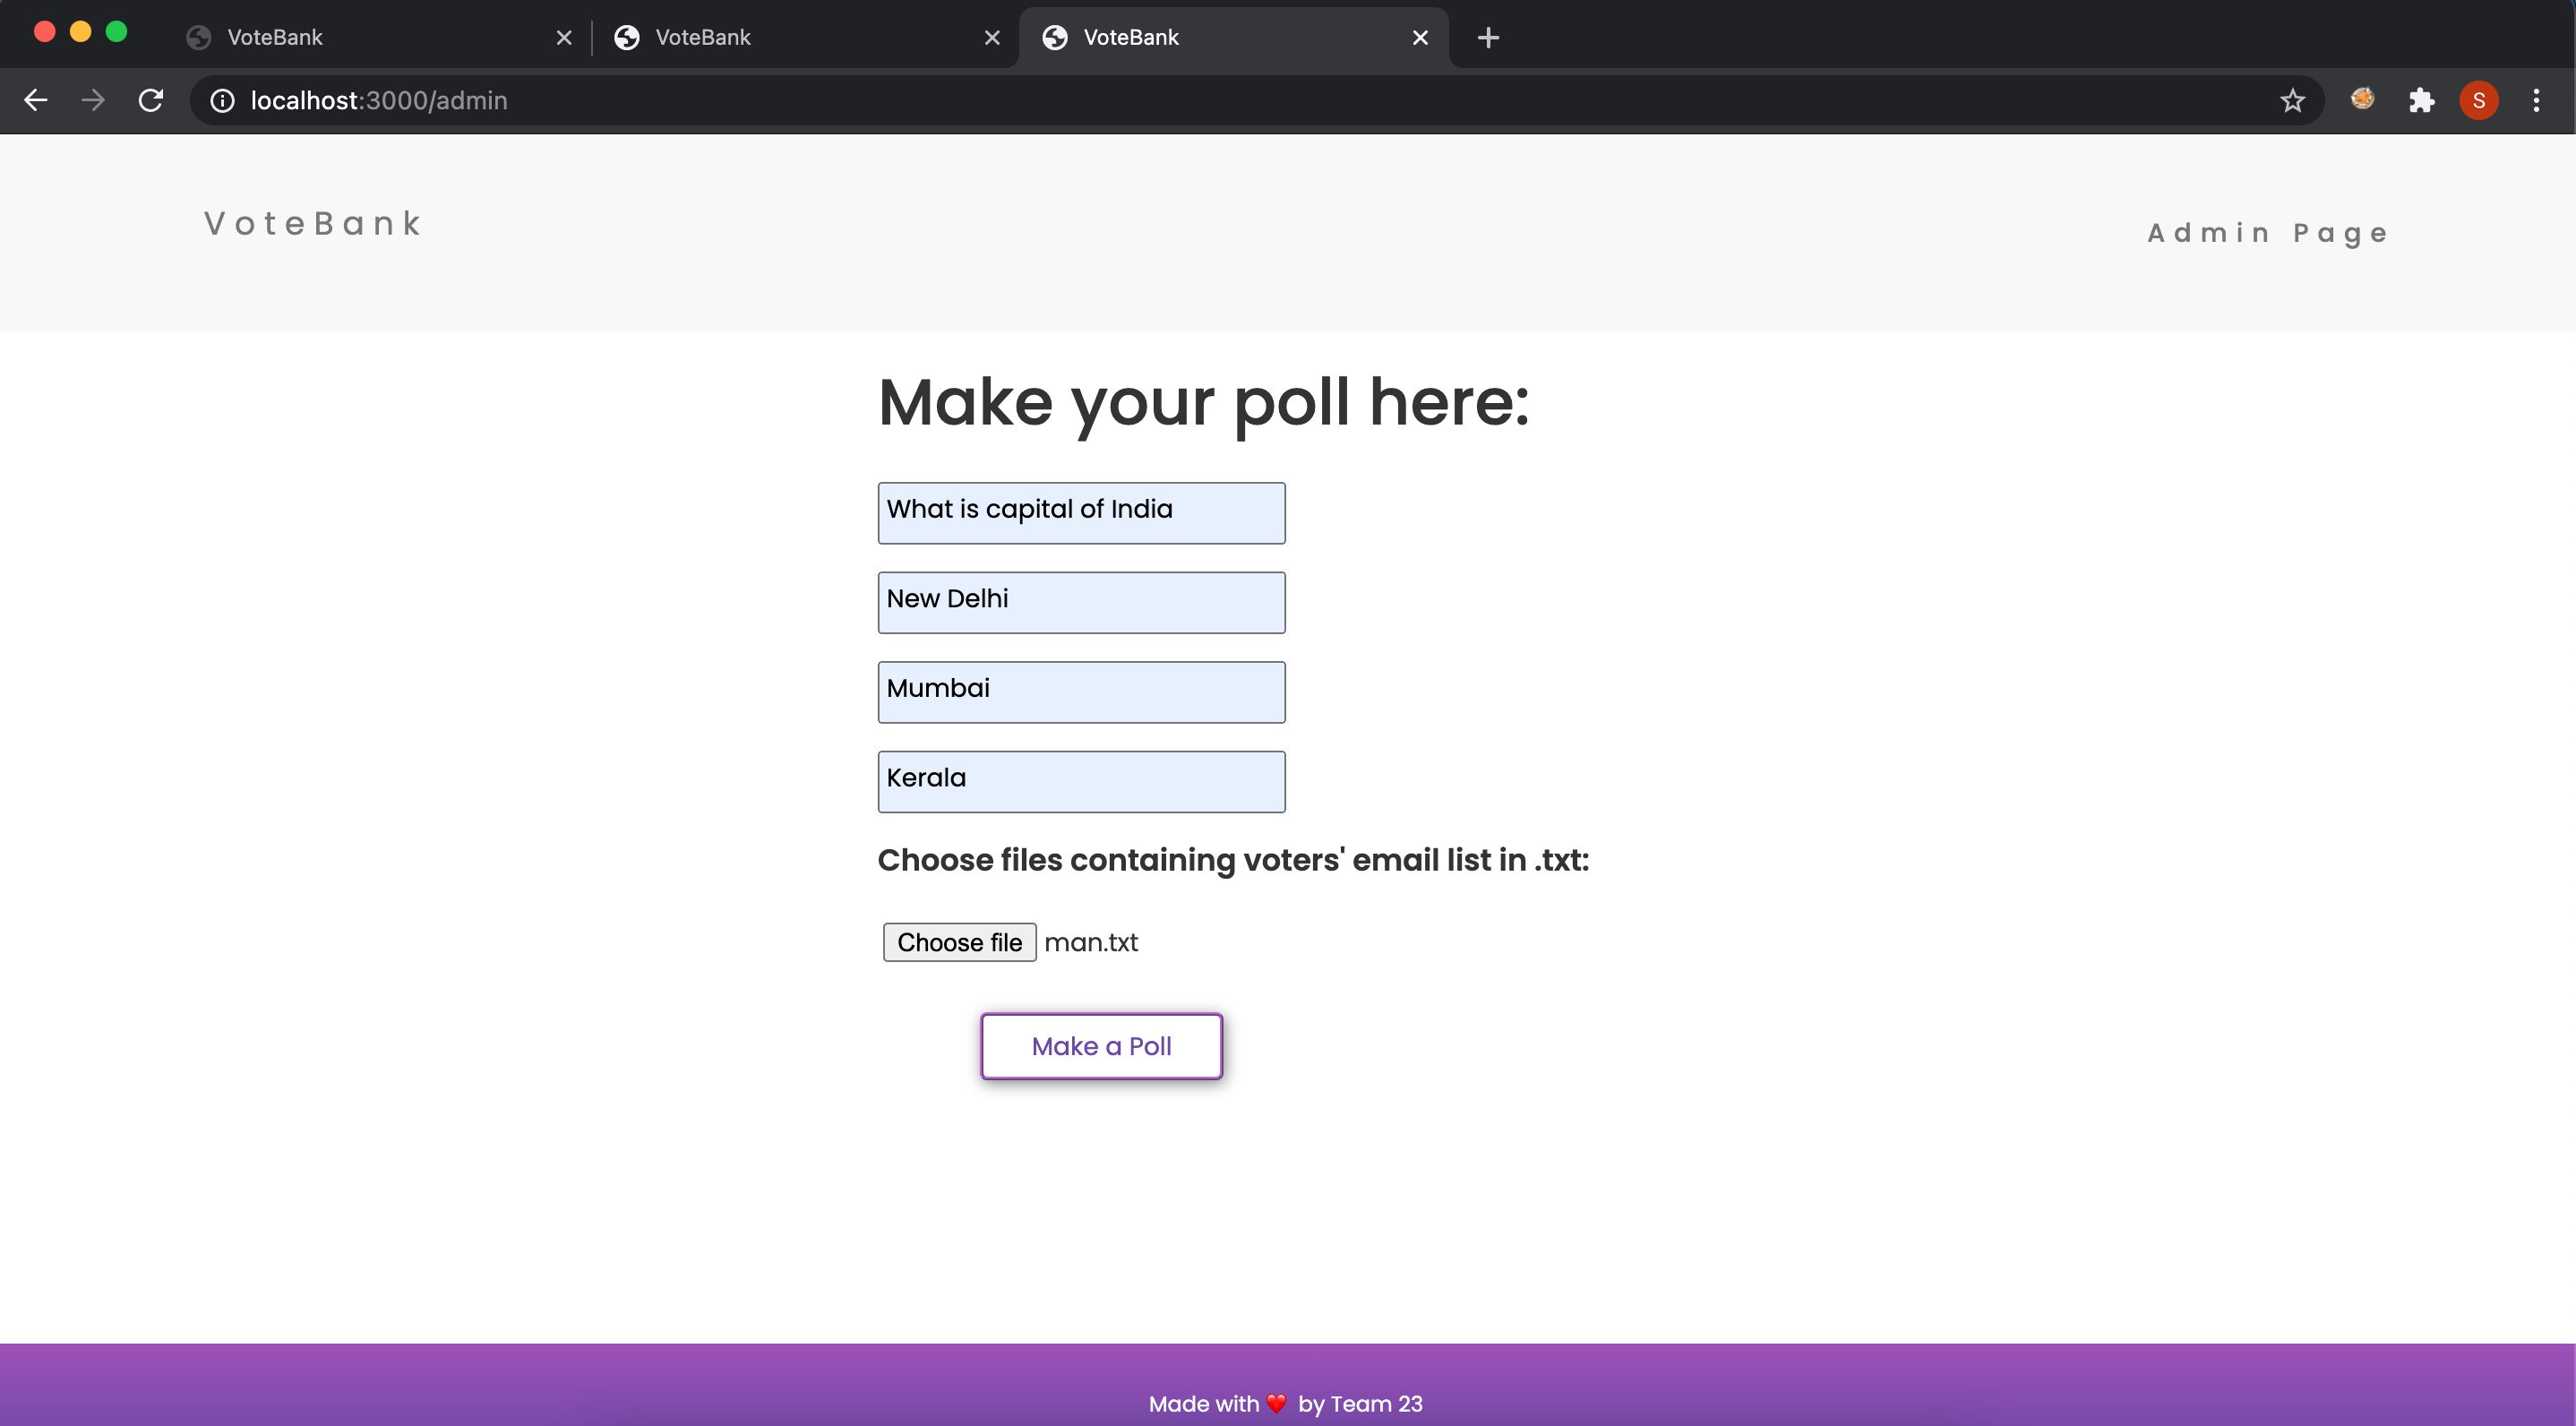 VoteBank
VoteBank
VoteBank
localhost:3000/admin
S
VoteBank
Admin Page
Make your poll here:
What is capital of India
New Delhi
Mumbai
Kerala
Choose files containing voters' email list in .txt:
Choose file man.txt
Make a Poll
Made with ❤️ by Team 23